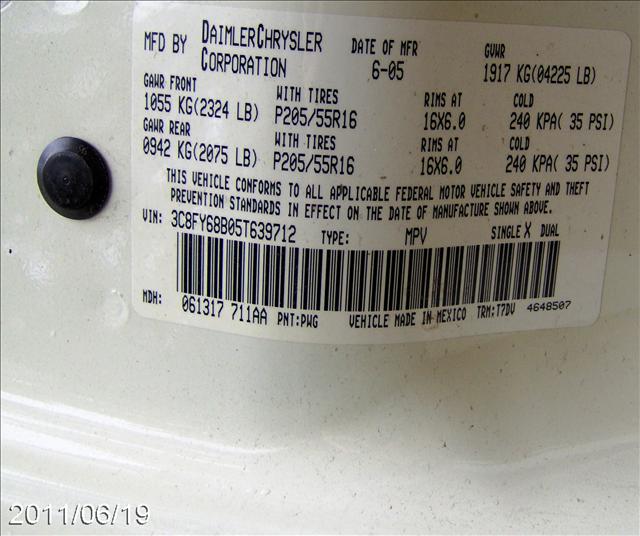 MFD BY DAIMLERCHRYSLER CORPORATION DATE OF MFR 6-05 GVWR 1917 KG(04225 LB)
GAWR FRONT WITH TIRES RIMS AT COLD
1055 KG(2324 LB) P205/55R16 16X6.0 240 KPA( 35 PSI)
GAWR REAR WITH TIRES RIMS AT COLD
0942 KG(2075 LB) P205/55R16 16X6.0 240 KPA( 35 PSI)
THIS VEHICLE CONFORMS TO ALL APPLICABLE FEDERAL MOTOR VEHICLE SAFETY AND THEFT
PREVENTION STANDARDS IN EFFECT ON THE DATE OF MANUFACTURE SHOWN ABOVE.
VIN: 3C8FY68B05T639712 TYPE: MPV SINGLE X DUAL
MDH: 061317 711AA PNT:PWG VEHICLE MADE IN MEXICO TRM:T7DV 4648507
2011/06/19